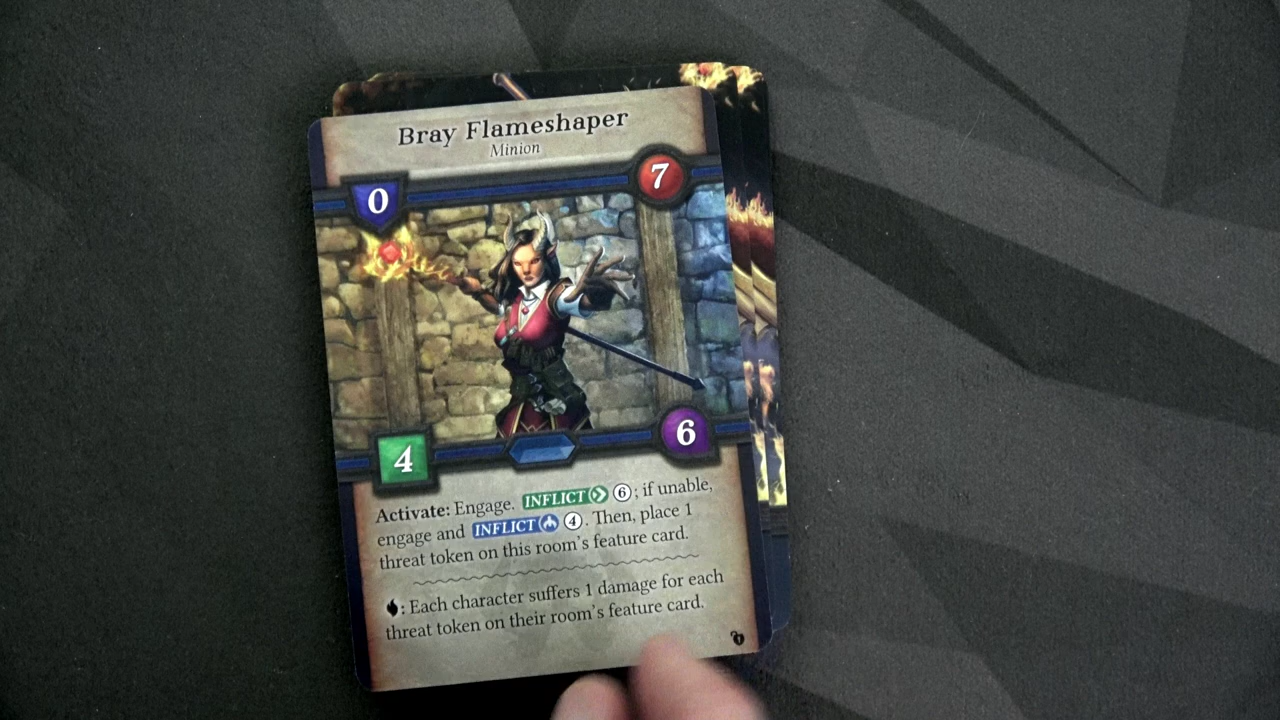 Bray Flameshaper
Minion
0
7
4
6
Activate: Engage. INFLICT 6; if unable,
engage and INFLICT 4. Then, place 1
threat token on this room's feature card.
: Each character suffers 1 damage for each
threat token on their room's feature card.